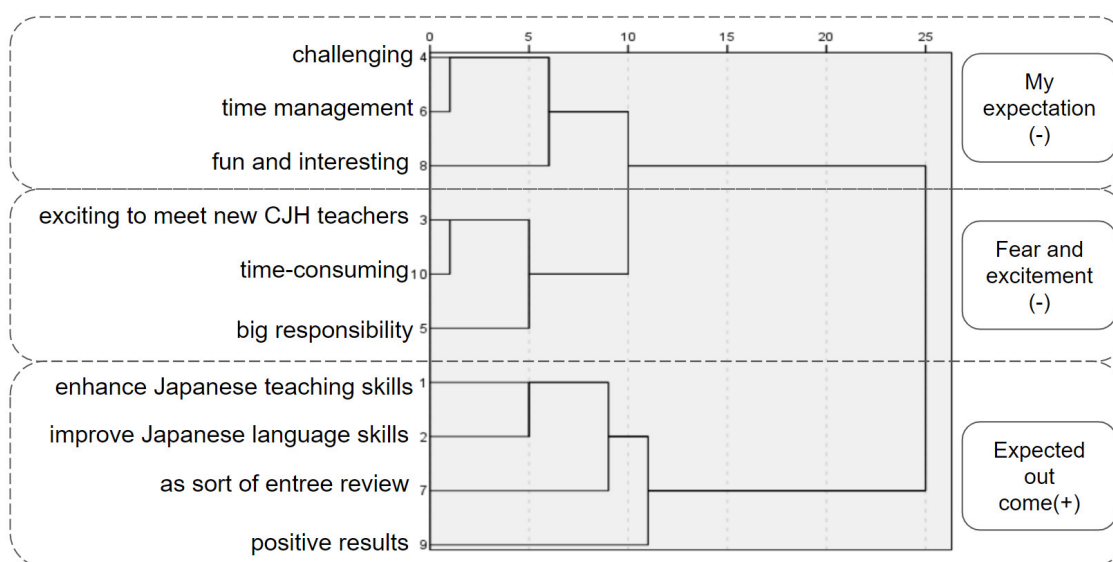 0 5 10 15 20 25
challenging 4
time management 6
fun and interesting 8
My
expectation
(-)
exciting to meet new CJH teachers 3
time-consuming 10
big responsibility 5
Fear and
excitement
(-)
enhance Japanese teaching skills 1
improve Japanese language skills 2
as sort of entree review 7
positive results 9
Expected
out
come(+)